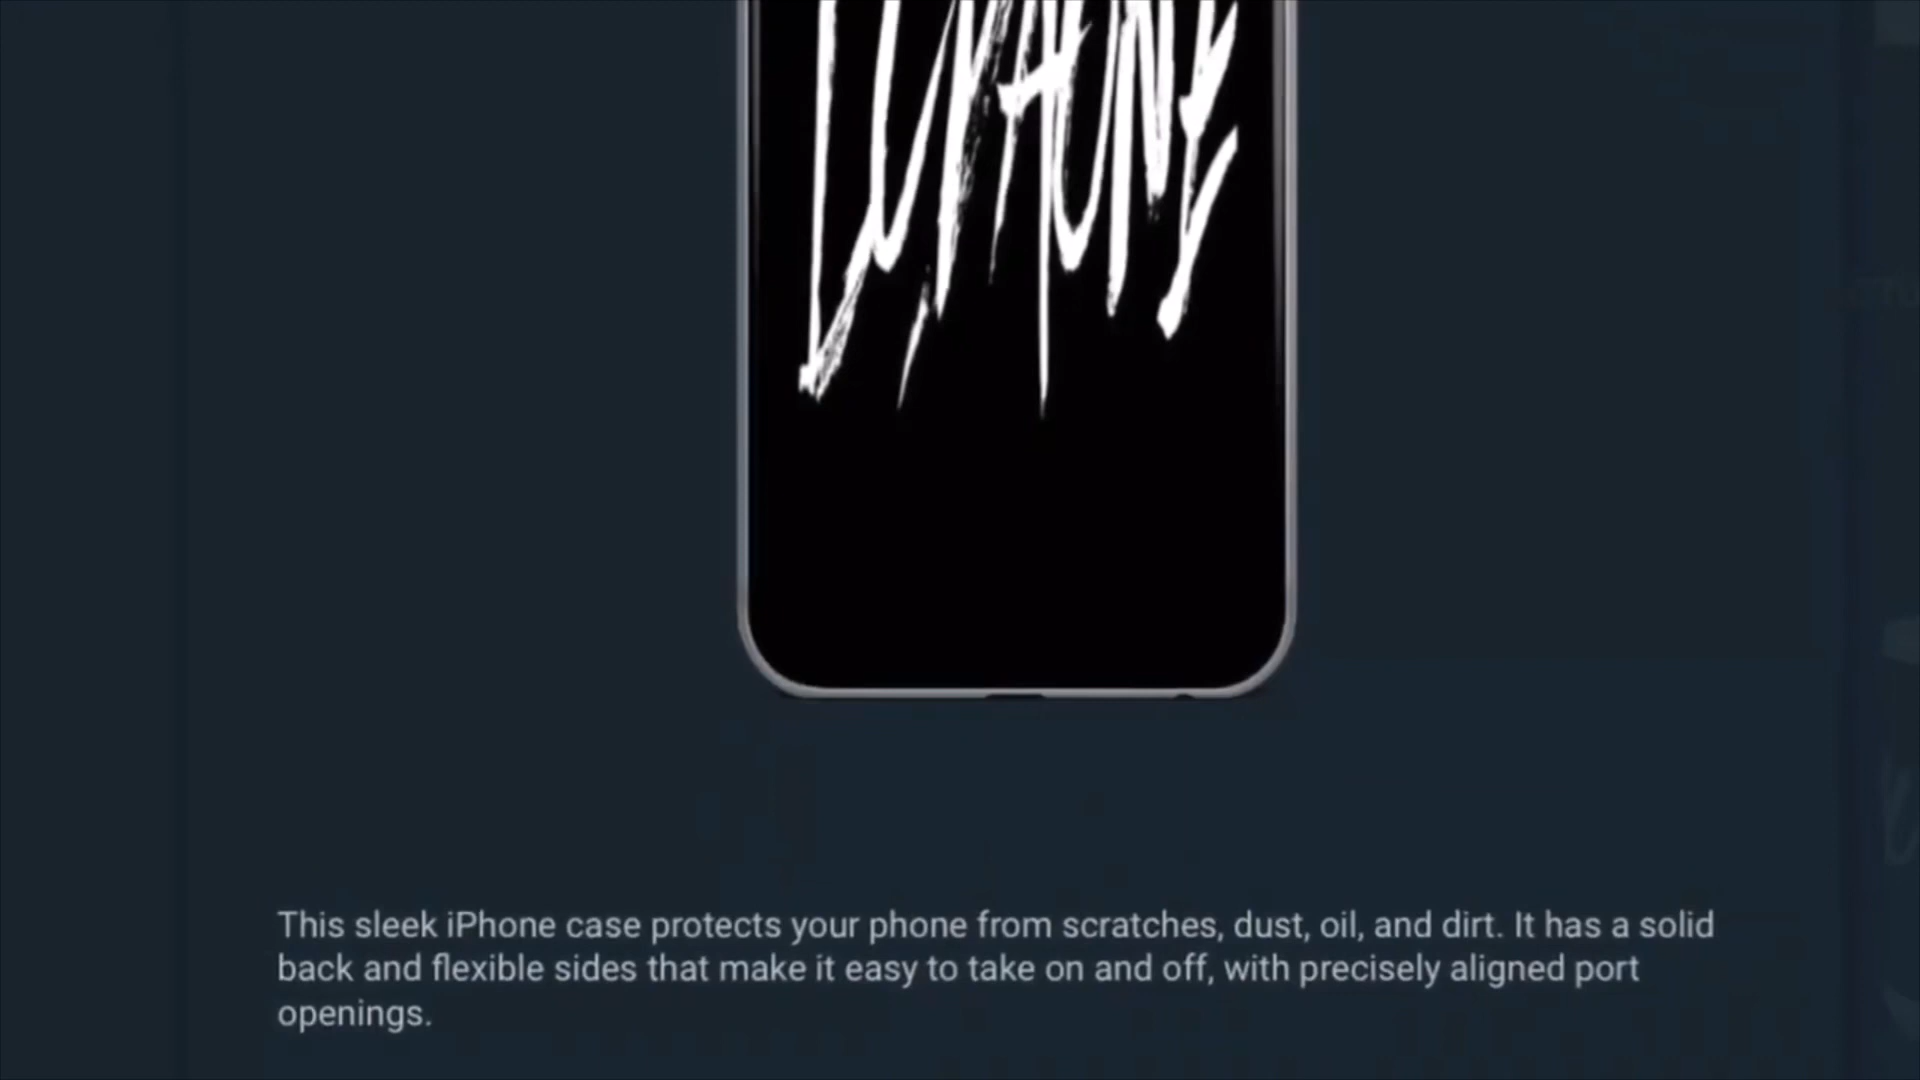 This sleek iPhone case protects your phone from scratches, dust, oil, and dirt. It has a solid
back and flexible sides that make it easy to take on and off, with precisely aligned port
openings.